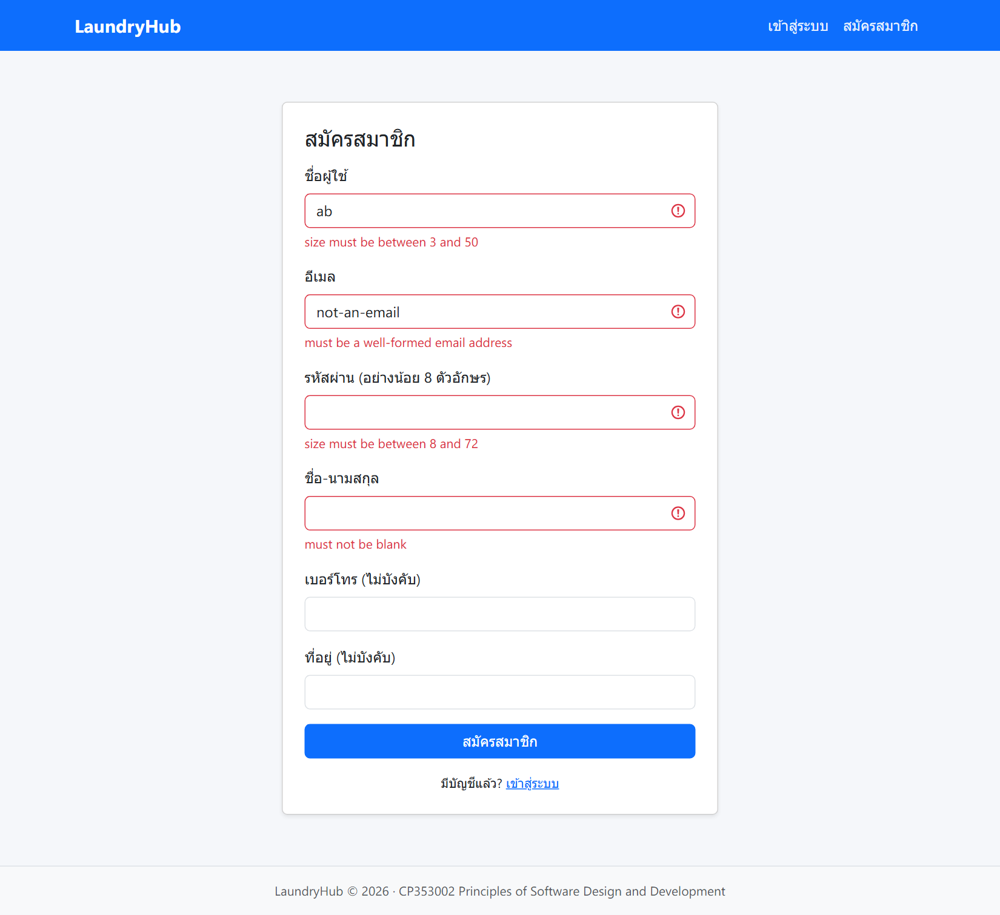 LaundryHub
เข้าสู่ระบบ สมัครสมาชิก
สมัครสมาชิก
ชื่อผู้ใช้
ab
size must be between 3 and 50
อีเมล
not-an-email
must be a well-formed email address
รหัสผ่าน (อย่างน้อย 8 ตัวอักษร)
size must be between 8 and 72
ชื่อ-นามสกุล
must not be blank
เบอร์โทร (ไม่บังคับ)
ที่อยู่ (ไม่บังคับ)
สมัครสมาชิก
มีบัญชีแล้ว? เข้าสู่ระบบ
LaundryHub © 2026 · CP353002 Principles of Software Design and Development